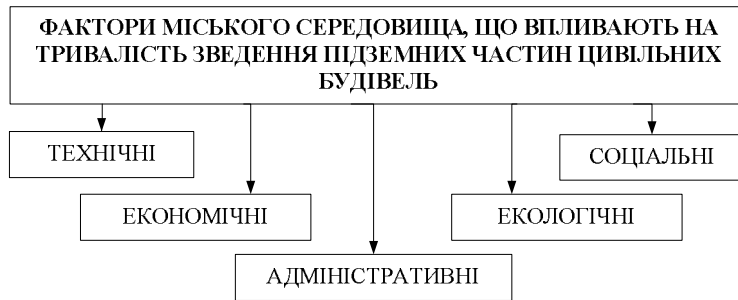 ФАКТОРИ МІСЬКОГО СЕРЕДОВИЩА, ЩО ВПЛИВАЮТЬ НА
ТРИВАЛІСТЬ ЗВЕДЕННЯ ПІДЗЕМНИХ ЧАСТИН ЦИВІЛЬНИХ
БУДІВЕЛЬ
ТЕХНІЧНІ
СОЦІАЛЬНІ
ЕКОНОМІЧНІ
ЕКОЛОГІЧНІ
АДМІНІСТРАТИВНІ